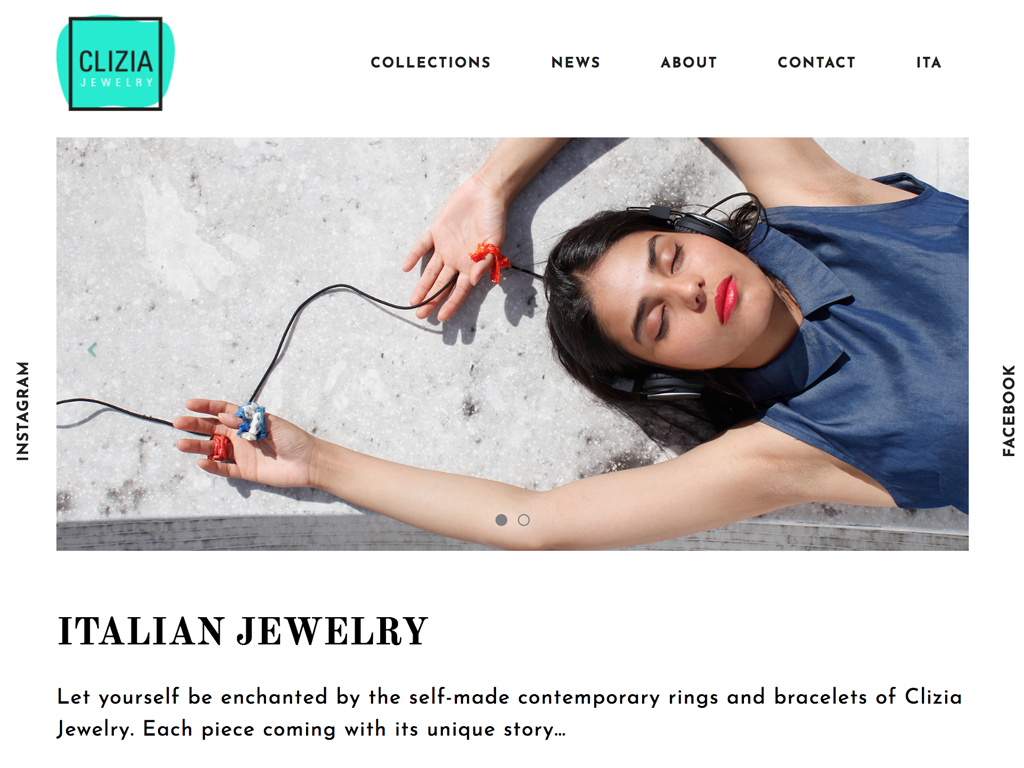 CLIZIA
JEWELRY
COLLECTIONS NEWS ABOUT CONTACT ITA
INSTAGRAM
FACEBOOK
ITALIAN JEWELRY
Let yourself be enchanted by the self-made contemporary rings and bracelets of Clizia
Jewelry. Each piece coming with its unique story...